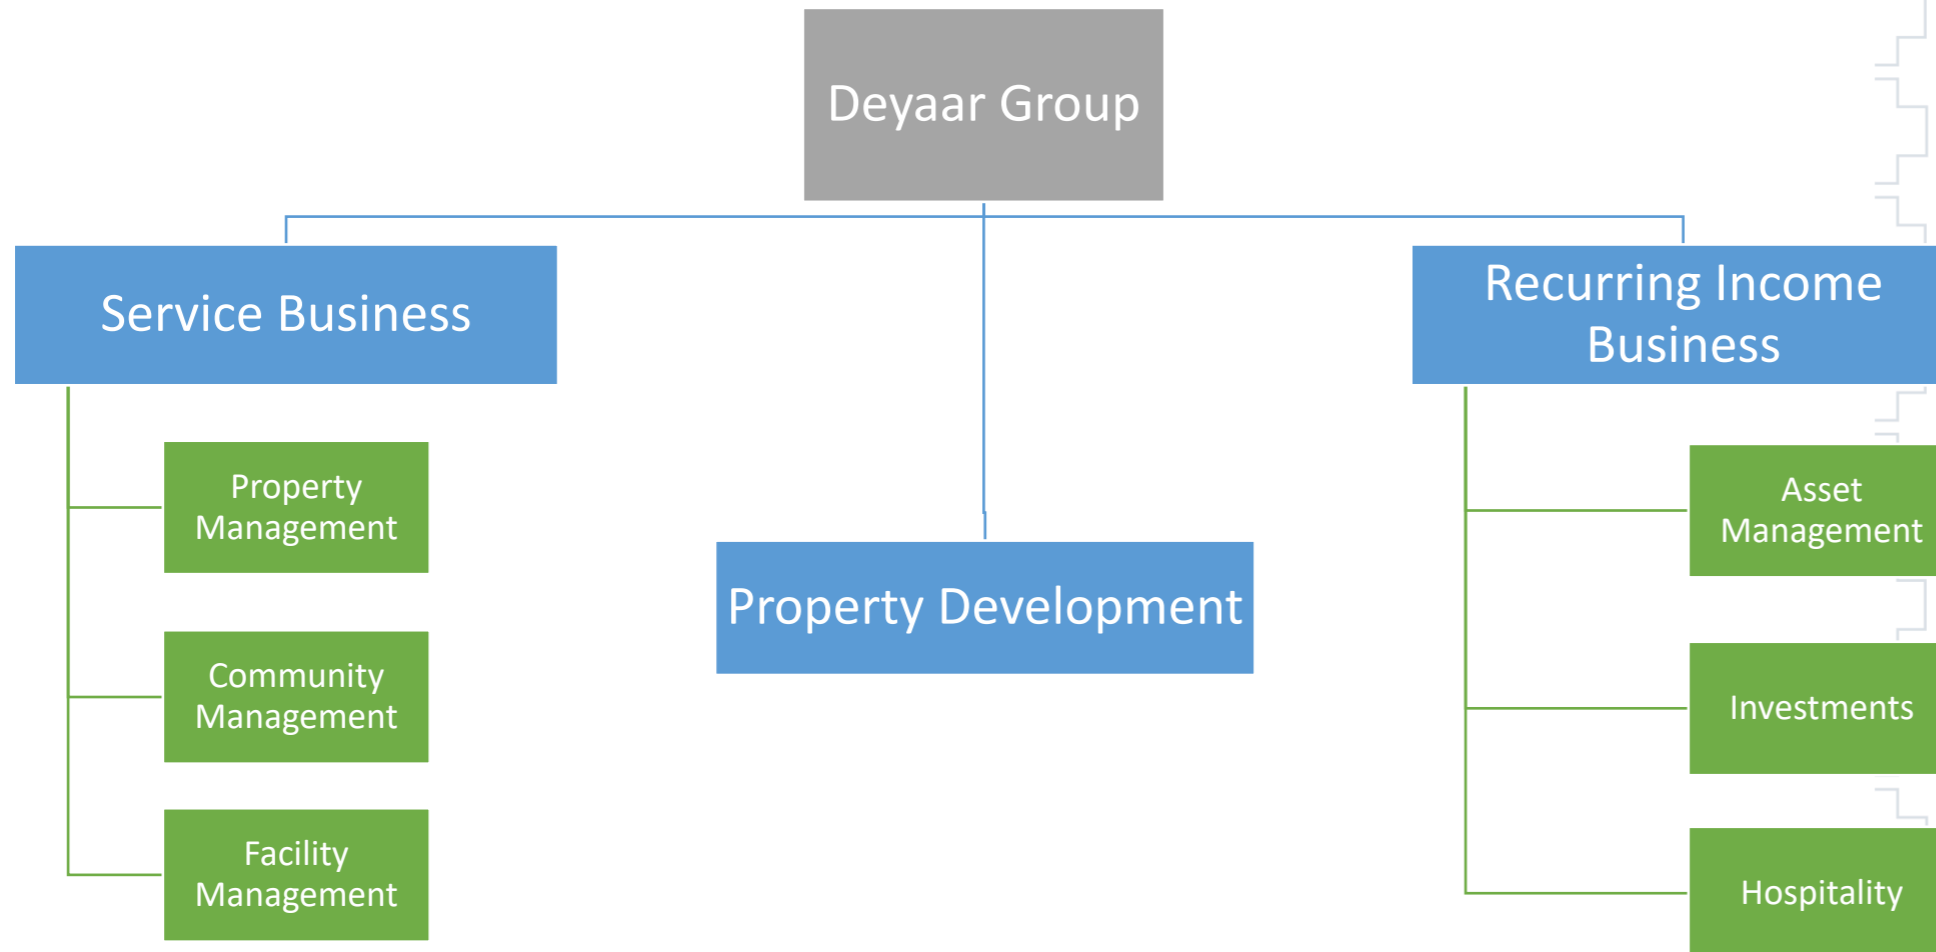 Deyaar Group
Service Business
Recurring Income
Business
Property
Management
Community
Management
Facility
Management
Property Development
Asset
Management
Investments
Hospitality